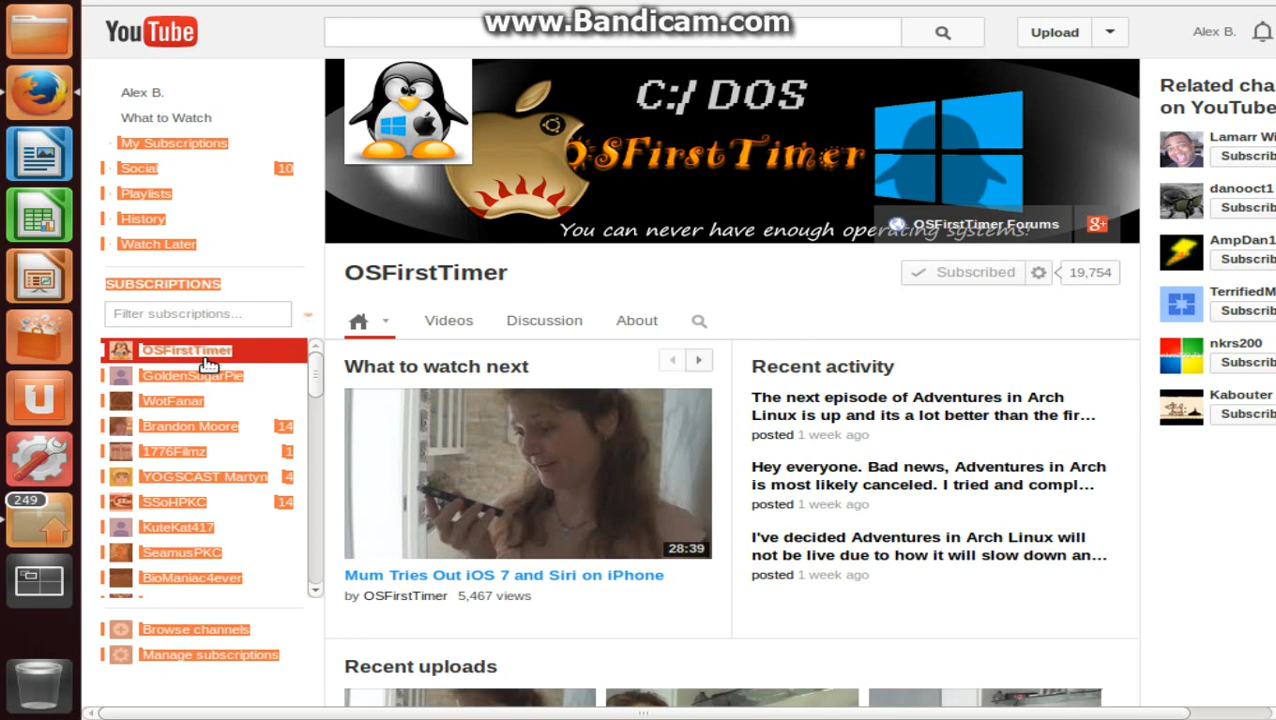 www.Bandicam.com
YouTube
Upload
Alex B.
Alex B.
What to Watch
My Subscriptions
Social 10
Playlists
History
Watch Later
SUBSCRIPTIONS
Filter subscriptions...
OSFirstTimer
GoldenSugarPie
WotFanar
Brandon Moore 14
1776Filmz 1
YOGSCAST Martyn 4
SSoHPKC 14
KuteKat417
SeamusPKC
BioManiac4ever
Browse channels
Manage subscriptions
249
C:/ DOS
OSFirstTimer
You can never have enough operating systems!
OSFirstTimer Forums
g+
OSFirstTimer
Subscribed 19,754
Videos Discussion About
What to watch next
28:39
Mum Tries Out iOS 7 and Siri on iPhone
by OSFirstTimer 5,467 views
Recent activity
The next episode of Adventures in Arch
Linux is up and its a lot better than the fir...
posted 1 week ago
Hey everyone. Bad news, Adventures in Arch
is most likely canceled. I tried and compl...
posted 1 week ago
I've decided Adventures in Arch Linux will
not be live due to how it will slow down an...
posted 1 week ago
Recent uploads
Related cha
on YouTube
Lamarr Wi
Subscrib
danooct1
Subscrib
AmpDan1
Subscrib
TerrifiedM
Subscrib
nkrs200
Subscrib
Kabouter
Subscrib